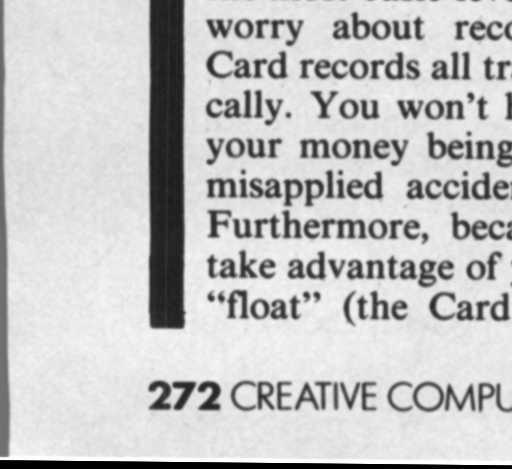 worry about reco
Card records all tr
cally. You won't
your money being
misapplied accide
Furthermore, beca
take advantage of
"float" (the Card
272 CREATIVE COMPU